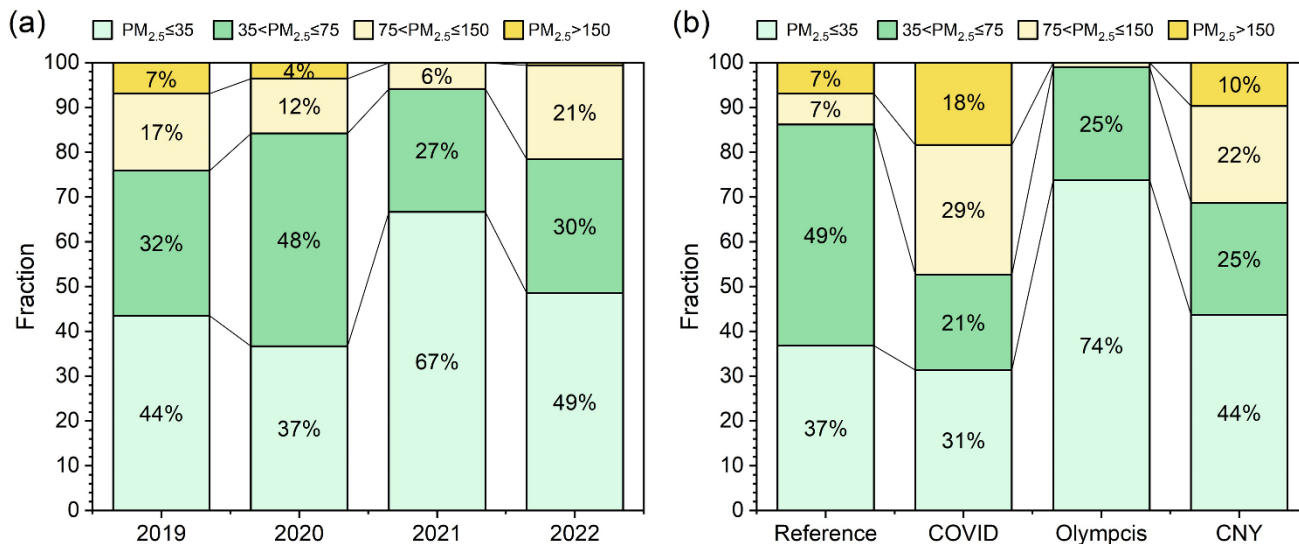 (a)
PM2.5≤35 35<PM2.5≤75 75<PM2.5≤150 PM2.5>150
Fraction
100
90
80
70
60
50
40
30
20
10
0
7% 4%
17% 12% 6% 21%
32% 48% 27% 30%
44% 37% 67% 49%
2019 2020 2021 2022
(b)
PM2.5≤35 35<PM2.5≤75 75<PM2.5≤150 PM2.5>150
Fraction
100
90
80
70
60
50
40
30
20
10
0
7% 18% 10%
7% 29% 22%
49% 21% 25% 25%
37% 31% 74% 44%
Reference COVID Olympcis CNY